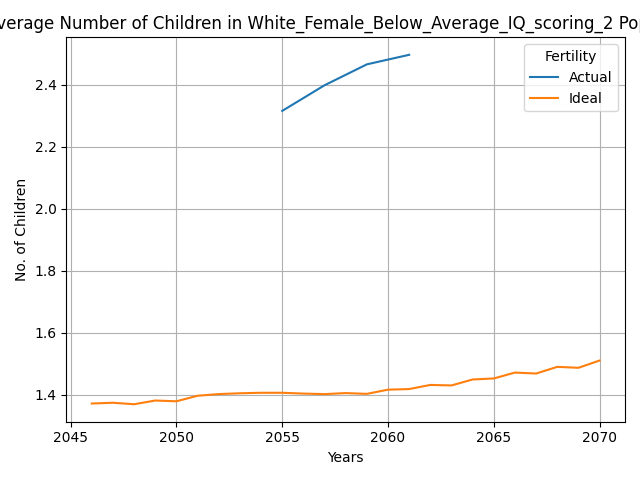 verage Number of Children in White_Female_Below_Average_IQ_scoring_2 Pop
Fertility
Actual
Ideal
No. of Children
2.4
2.2
2.0
1.8
1.6
1.4
2045 2050 2055 2060 2065 2070
Years